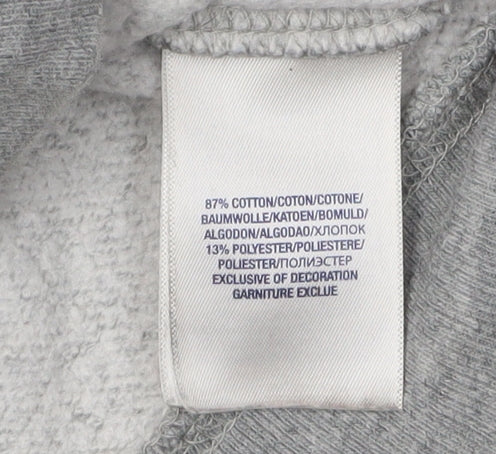 87% COTTON/COTON/COTONE/
BAUMWOLLE/KATOEN/BOMULD/
ALGODON/ALGODAO/ХЛОПОК
13% POLYESTER/POLIESTERE/
POLIESTER/ПОЛИЭСТЕР
EXCLUSIVE OF DECORATION
GARNITURE EXCLUE